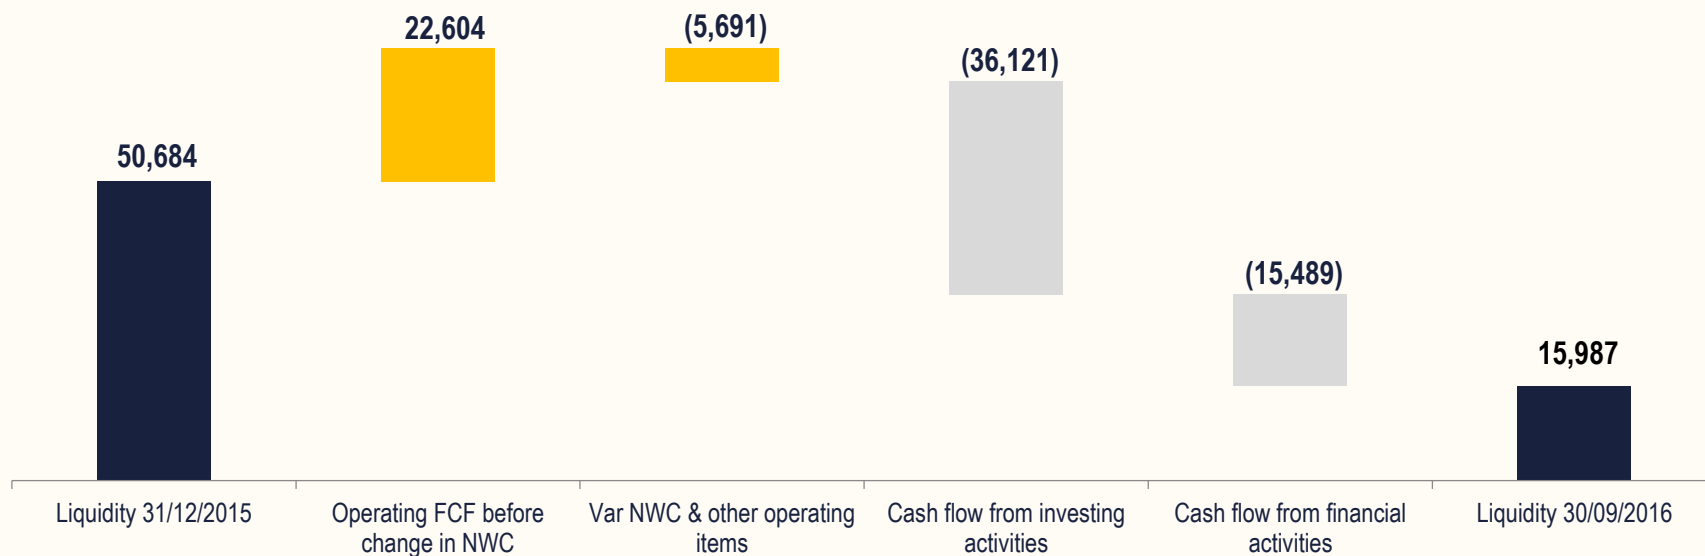 22,604
(5,691)
(36,121)
50,684
(15,489)
15,987
Liquidity 31/12/2015
Operating FCF before
change in NWC
Var NWC & other operating
items
Cash flow from investing
activities
Cash flow from financial
activities
Liquidity 30/09/2016